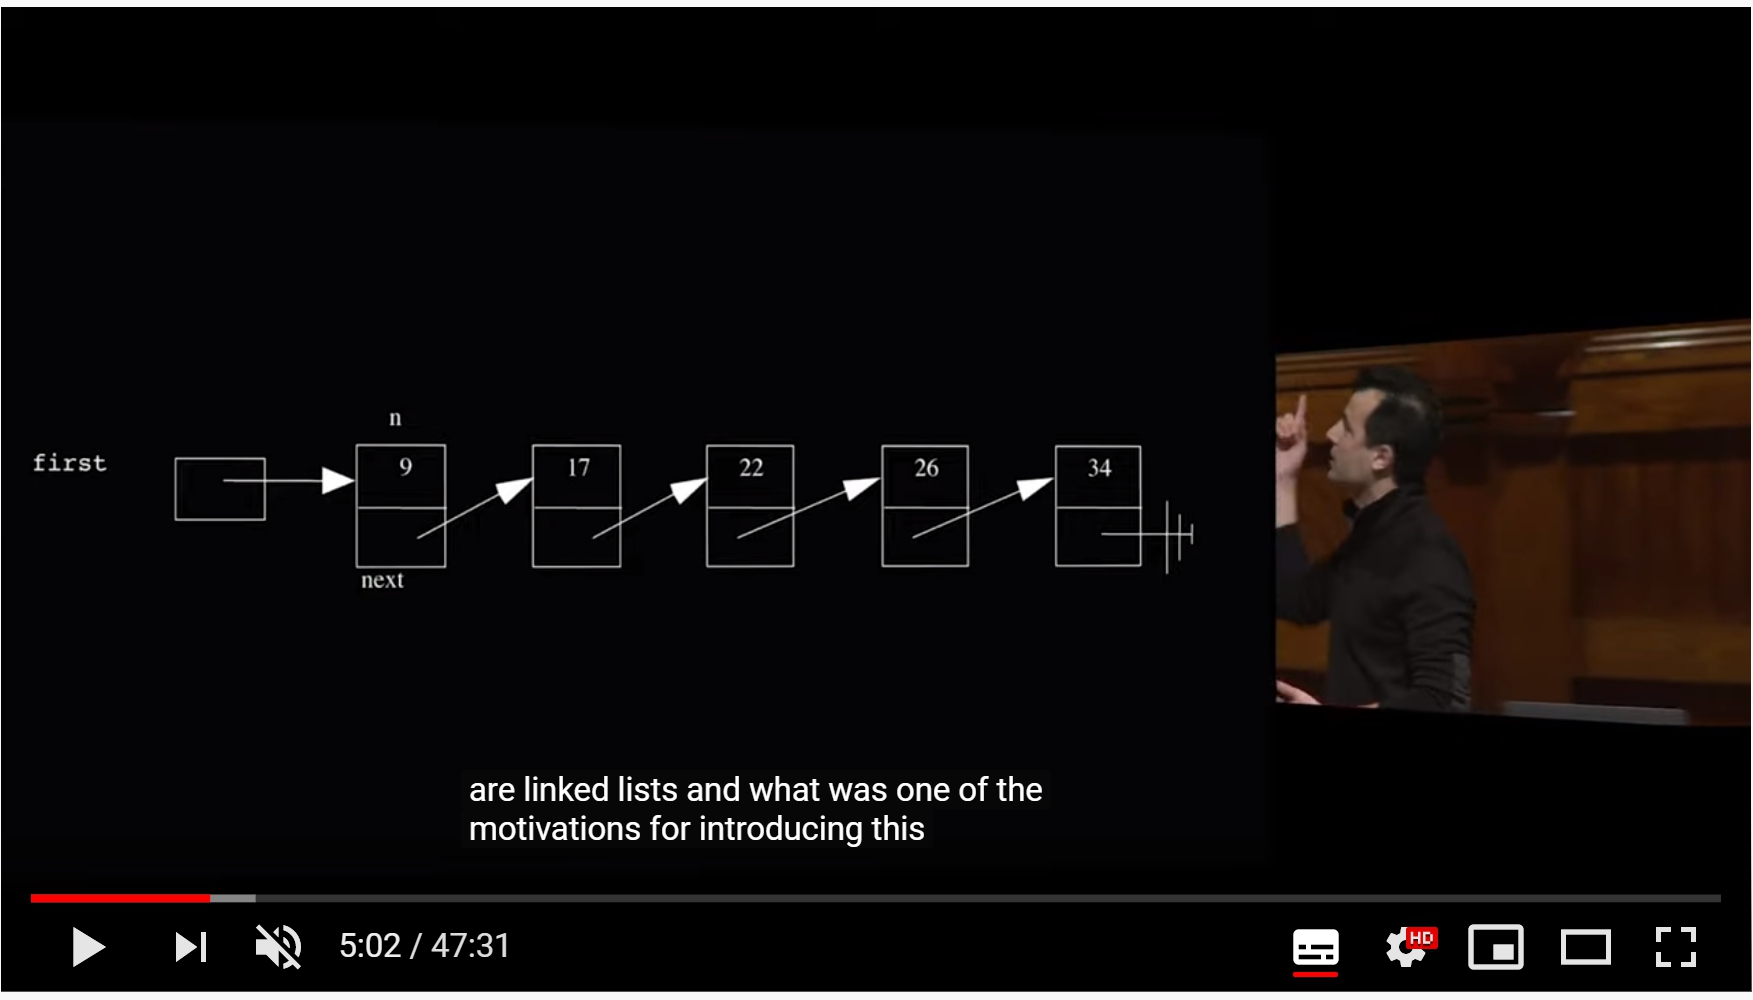 n
first
9 17 22 26 34
next
are linked lists and what was one of the
motivations for introducing this
5:02 / 47:31
HD